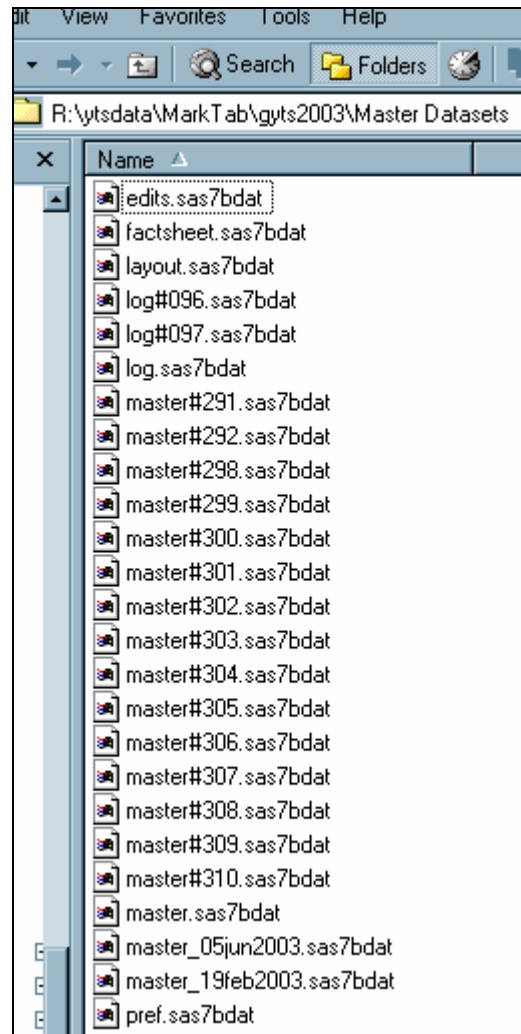 dit View Favorites Tools Help
Search Folders
R:\ytsdata\MarkTab\gyts2003\Master Datasets
Name
edits.sas7bdat
factsheet.sas7bdat
layout.sas7bdat
log#096.sas7bdat
log#097.sas7bdat
log.sas7bdat
master#291.sas7bdat
master#292.sas7bdat
master#298.sas7bdat
master#299.sas7bdat
master#300.sas7bdat
master#301.sas7bdat
master#302.sas7bdat
master#303.sas7bdat
master#304.sas7bdat
master#305.sas7bdat
master#306.sas7bdat
master#307.sas7bdat
master#308.sas7bdat
master#309.sas7bdat
master#310.sas7bdat
master.sas7bdat
master_05jun2003.sas7bdat
master_19feb2003.sas7bdat
pref.sas7bdat